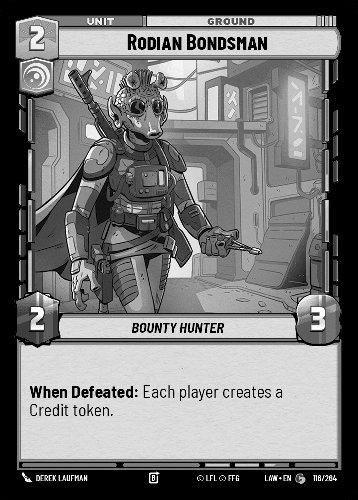 UNIT
GROUND
2
RODIAN BONDSMAN
2
BOUNTY HUNTER
3
When Defeated: Each player creates a
Credit token.
DEREK LAUFMAN
© LFL © FFG
LAW • EN
116/264